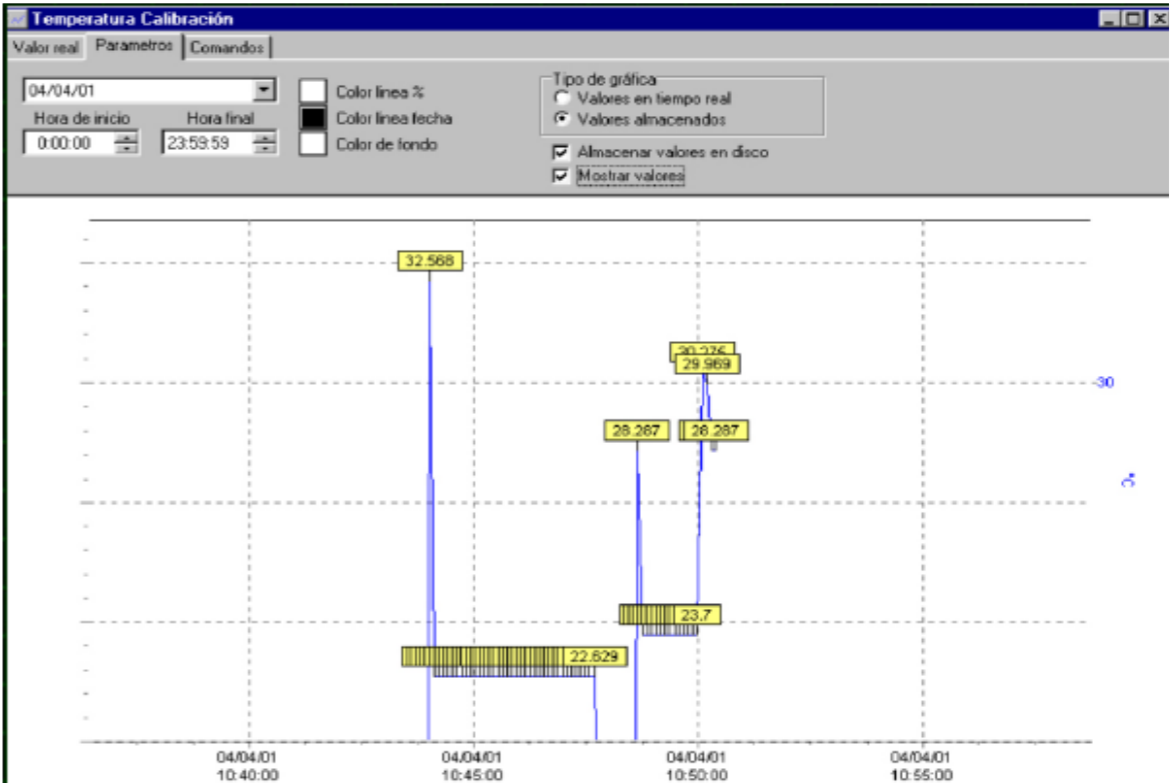 Temperatura Calibración
Valor real Parametros Comandos
04/04/01
Hora de inicio Hora final
0:00:00 23:59:59
Color linea %
Color linea fecha
Color de fondo
Tipo de gráfica
Valores en tiempo real
Valores almacenados
Almacenar valores en disco
Mostrar valores
32.568
30.276
29.969
30
28.287 28.287
°C
23.7
22.629
04/04/01 04/04/01 04/04/01 04/04/01
10:40:00 10:45:00 10:50:00 10:55:00